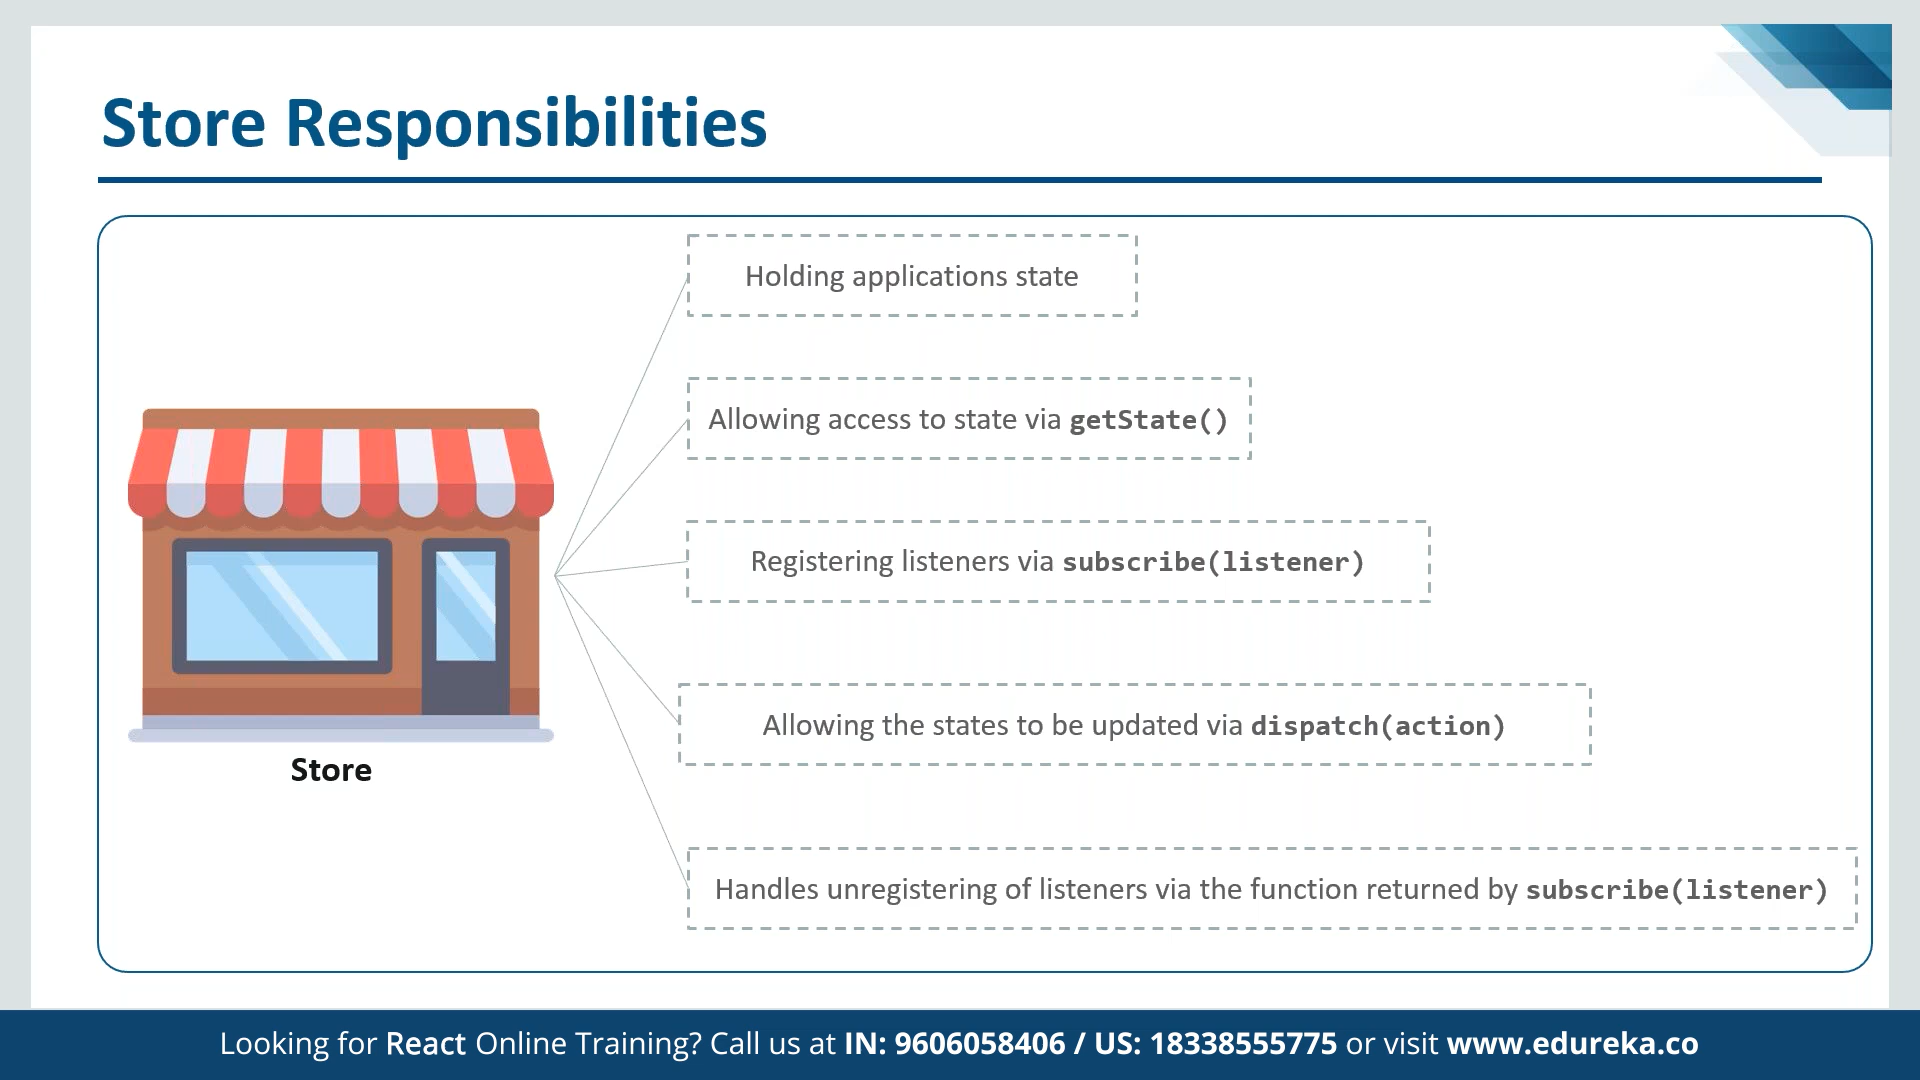 Store Responsibilities
Holding applications state
Allowing access to state via getState()
Registering listeners via subscribe(listener)
Allowing the states to be updated via dispatch(action)
Store
Handles unregistering of listeners via the function returned by subscribe(listener)
Looking for React Online Training? Call us at IN: 9606058406 / US: 18338555775 or visit www.edureka.co